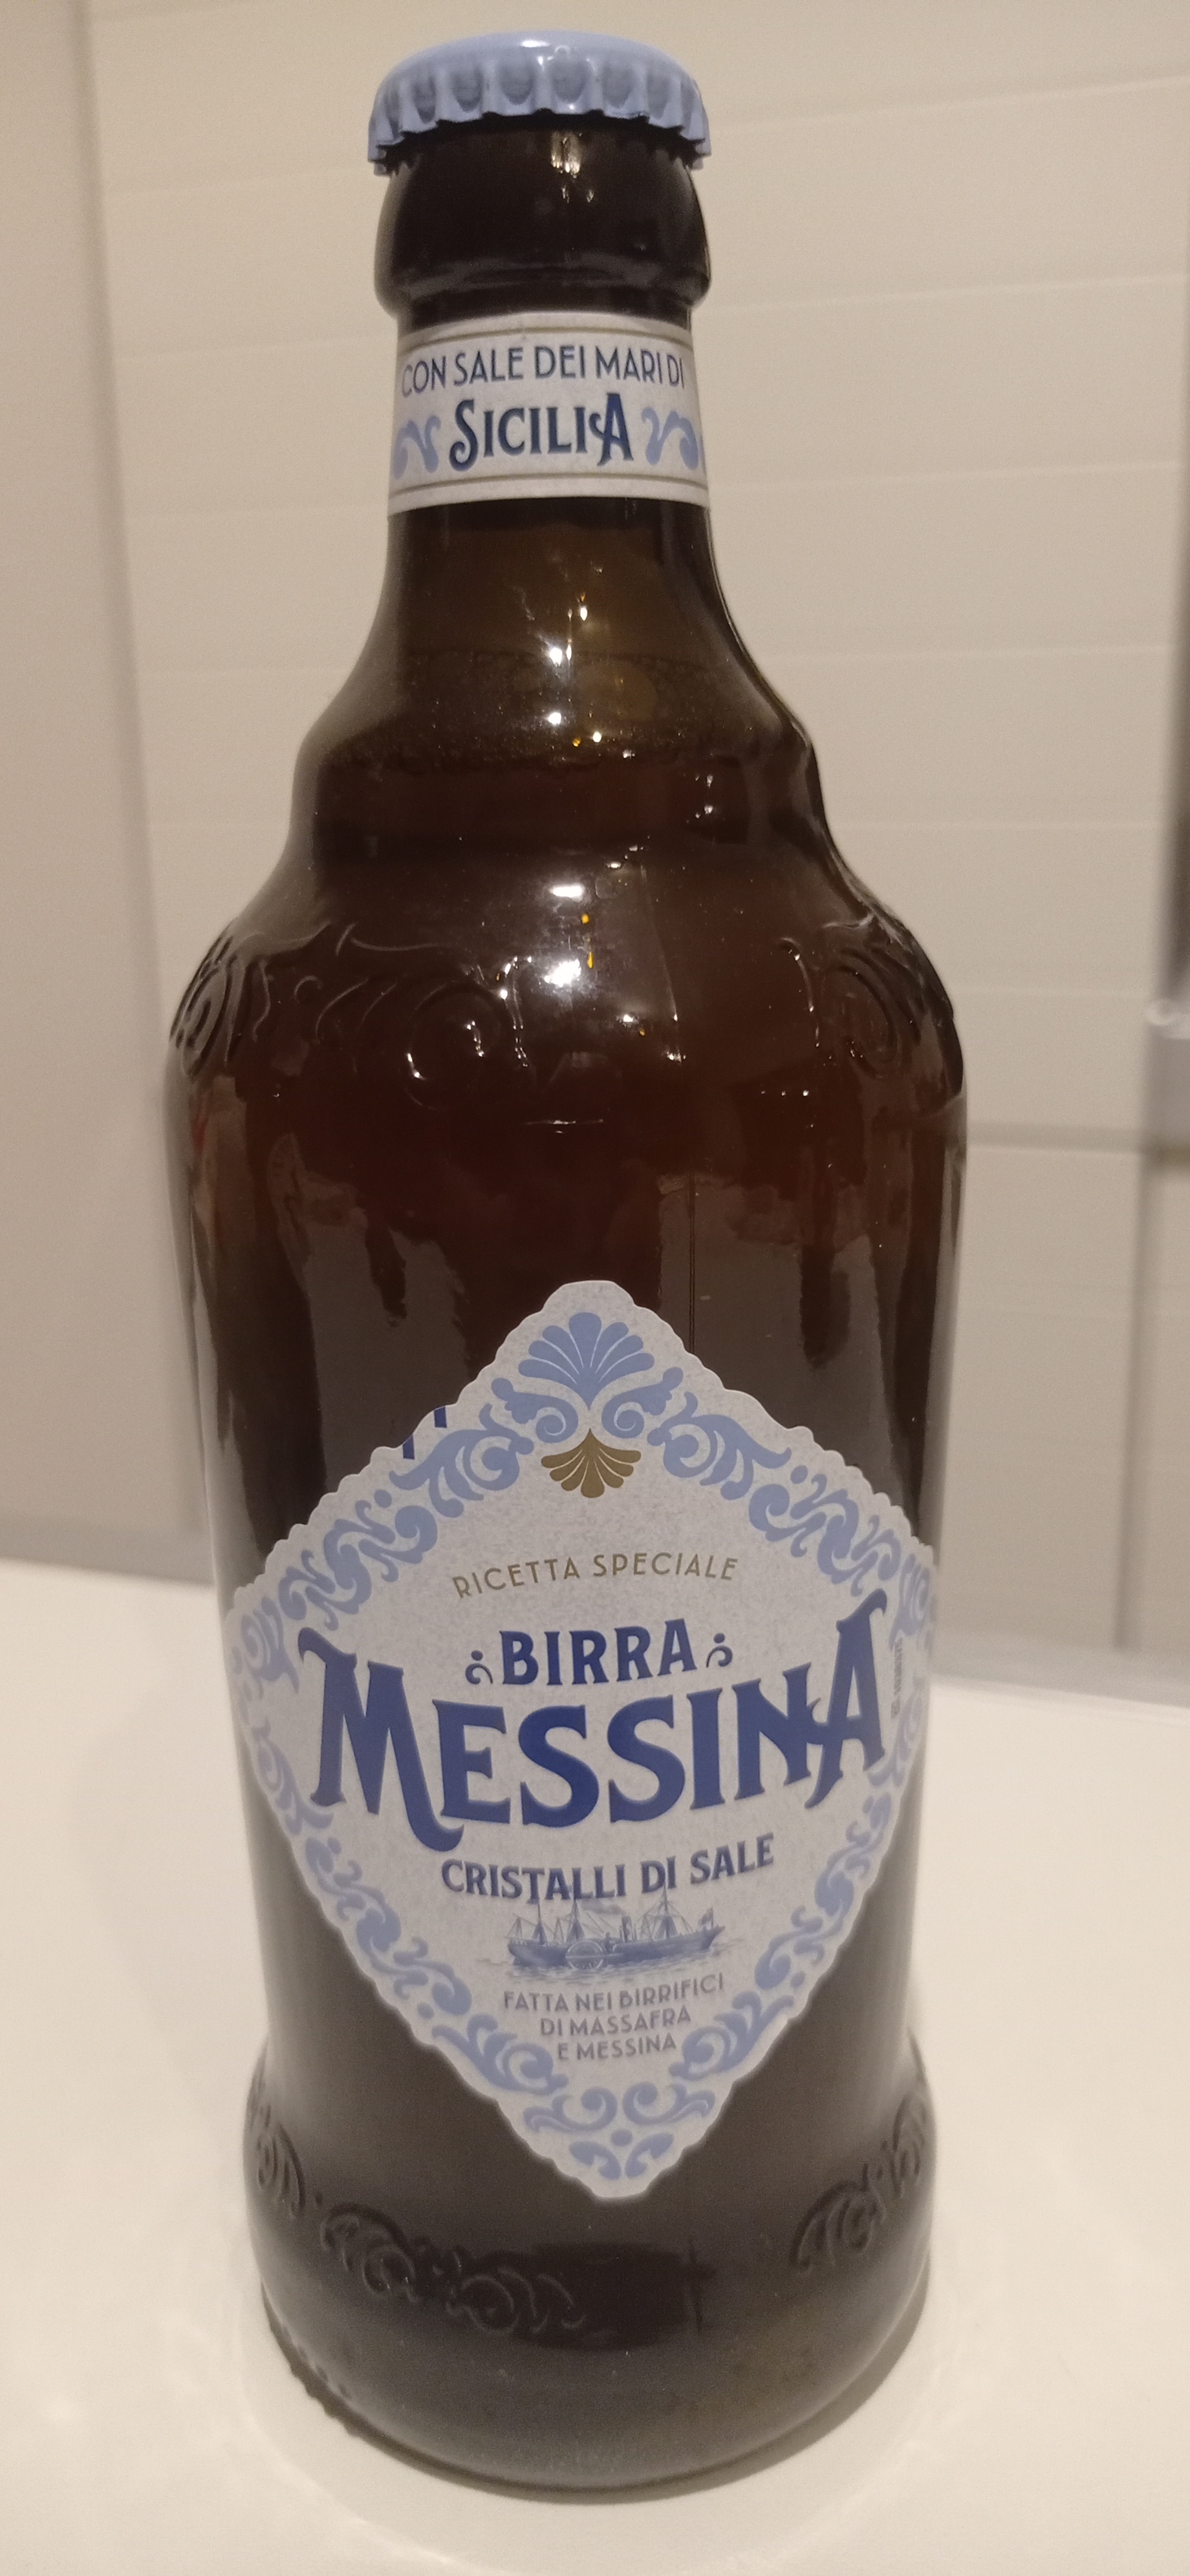 CON SALE DEI MARI DI
SICILIA
RICETTA SPECIALE
BIRRA
MESSINA
CRISTALLI DI SALE
FATTA NEI BIRRIFICI
DI MASSAFRA
E MESSINA